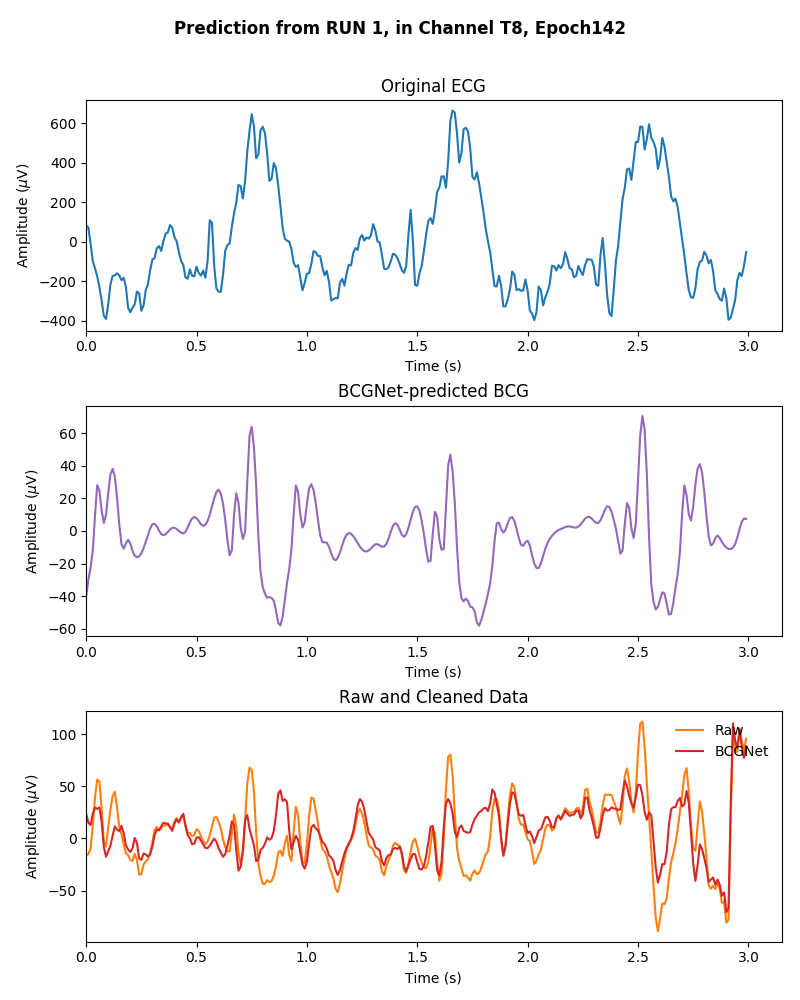 Prediction from RUN 1, in Channel T8, Epoch142
Original ECG
Amplitude (μV)
600
400
200
0
−200
−400
0.0 0.5 1.0 1.5 2.0 2.5 3.0
Time (s)
BCGNet-predicted BCG
Amplitude (μV)
60
40
20
0
−20
−40
−60
0.0 0.5 1.0 1.5 2.0 2.5 3.0
Time (s)
Raw and Cleaned Data
Amplitude (μV)
100
50
0
−50
Raw
BCGNet
0.0 0.5 1.0 1.5 2.0 2.5 3.0
Time (s)